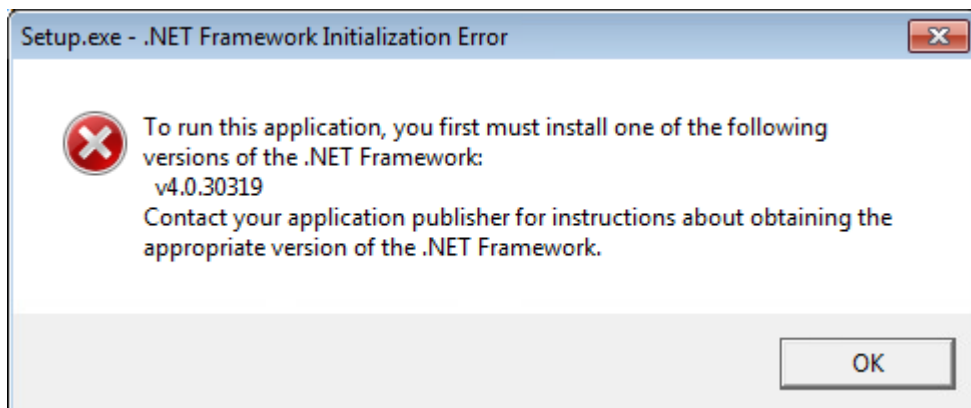 Setup.exe - .NET Framework Initialization Error
To run this application, you first must install one of the following
versions of the .NET Framework:
v4.0.30319
Contact your application publisher for instructions about obtaining the
appropriate version of the .NET Framework.
OK